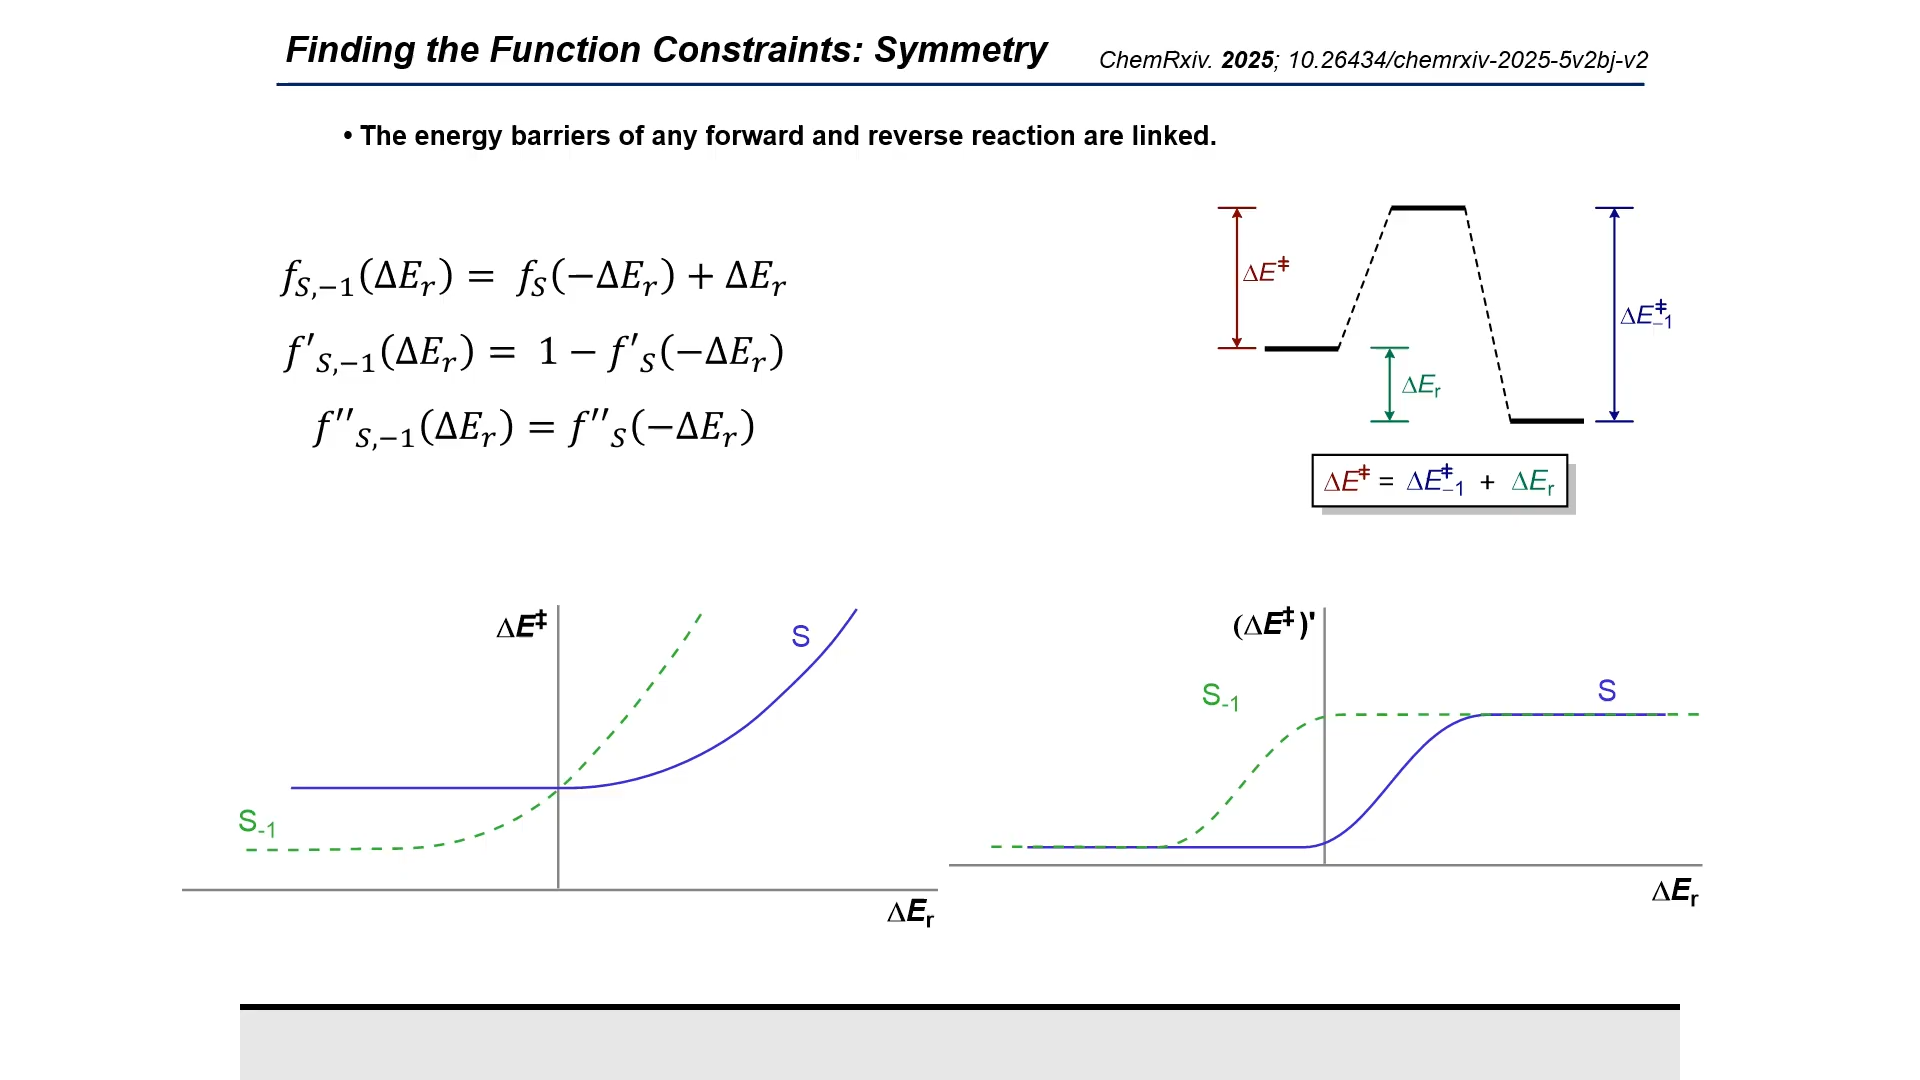 Finding the Function Constraints: Symmetry
ChemRxiv. 2025; 10.26434/chemrxiv-2025-5v2bj-v2
• The energy barriers of any forward and reverse reaction are linked.
f_{S,−1}(ΔE_r) = f_S(−ΔE_r) + ΔE_r
f′_{S,−1}(ΔE_r) = 1 − f′_S(−ΔE_r)
f″_{S,−1}(ΔE_r) = f″_S(−ΔE_r)
ΔE‡
ΔE‡_{−1}
ΔE_r
ΔE‡ = ΔE‡_{−1} + ΔE_r
ΔE‡
S
S_{-1}
ΔE_r
(ΔE‡)'
S_{-1}
S
ΔE_r